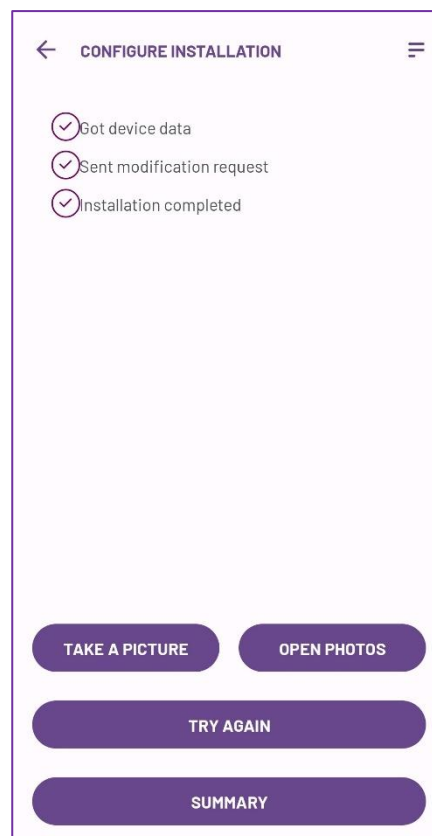 CONFIGURE INSTALLATION
Got device data
Sent modification request
Installation completed
TAKE A PICTURE
OPEN PHOTOS
TRY AGAIN
SUMMARY